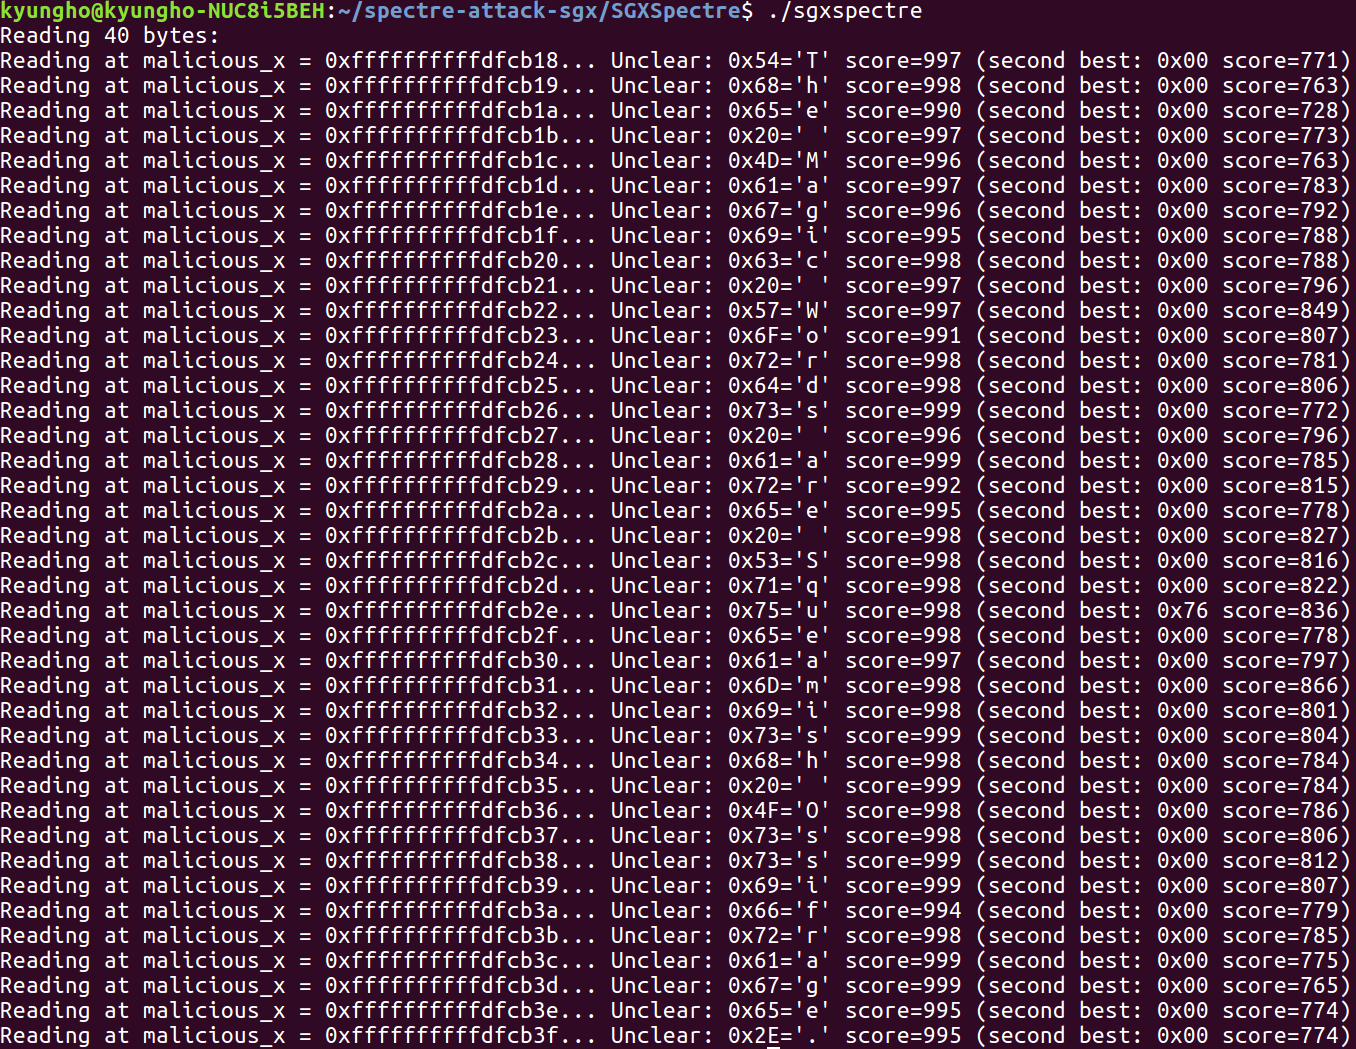 kyungho@kyungho-NUC8i5BEH:~/spectre-attack-sgx/SGXSpectre$ ./sgxspectre
Reading 40 bytes:
Reading at malicious_x = 0xffffffffffdfcb18... Unclear: 0x54='T' score=997 (second best: 0x00 score=771)
Reading at malicious_x = 0xffffffffffdfcb19... Unclear: 0x68='h' score=998 (second best: 0x00 score=763)
Reading at malicious_x = 0xffffffffffdfcb1a... Unclear: 0x65='e' score=990 (second best: 0x00 score=728)
Reading at malicious_x = 0xffffffffffdfcb1b... Unclear: 0x20=' ' score=997 (second best: 0x00 score=773)
Reading at malicious_x = 0xffffffffffdfcb1c... Unclear: 0x4D='M' score=996 (second best: 0x00 score=763)
Reading at malicious_x = 0xffffffffffdfcb1d... Unclear: 0x61='a' score=997 (second best: 0x00 score=783)
Reading at malicious_x = 0xffffffffffdfcb1e... Unclear: 0x67='g' score=996 (second best: 0x00 score=792)
Reading at malicious_x = 0xffffffffffdfcb1f... Unclear: 0x69='i' score=995 (second best: 0x00 score=788)
Reading at malicious_x = 0xffffffffffdfcb20... Unclear: 0x63='c' score=998 (second best: 0x00 score=788)
Reading at malicious_x = 0xffffffffffdfcb21... Unclear: 0x20=' ' score=997 (second best: 0x00 score=796)
Reading at malicious_x = 0xffffffffffdfcb22... Unclear: 0x57='W' score=997 (second best: 0x00 score=849)
Reading at malicious_x = 0xffffffffffdfcb23... Unclear: 0x6F='o' score=991 (second best: 0x00 score=807)
Reading at malicious_x = 0xffffffffffdfcb24... Unclear: 0x72='r' score=998 (second best: 0x00 score=781)
Reading at malicious_x = 0xffffffffffdfcb25... Unclear: 0x64='d' score=998 (second best: 0x00 score=806)
Reading at malicious_x = 0xffffffffffdfcb26... Unclear: 0x73='s' score=999 (second best: 0x00 score=772)
Reading at malicious_x = 0xffffffffffdfcb27... Unclear: 0x20=' ' score=996 (second best: 0x00 score=796)
Reading at malicious_x = 0xffffffffffdfcb28... Unclear: 0x61='a' score=999 (second best: 0x00 score=785)
Reading at malicious_x = 0xffffffffffdfcb29... Unclear: 0x72='r' score=992 (second best: 0x00 score=815)
Reading at malicious_x = 0xffffffffffdfcb2a... Unclear: 0x65='e' score=995 (second best: 0x00 score=778)
Reading at malicious_x = 0xffffffffffdfcb2b... Unclear: 0x20=' ' score=998 (second best: 0x00 score=827)
Reading at malicious_x = 0xffffffffffdfcb2c... Unclear: 0x53='S' score=998 (second best: 0x00 score=816)
Reading at malicious_x = 0xffffffffffdfcb2d... Unclear: 0x71='q' score=998 (second best: 0x00 score=822)
Reading at malicious_x = 0xffffffffffdfcb2e... Unclear: 0x75='u' score=998 (second best: 0x76 score=836)
Reading at malicious_x = 0xffffffffffdfcb2f... Unclear: 0x65='e' score=998 (second best: 0x00 score=778)
Reading at malicious_x = 0xffffffffffdfcb30... Unclear: 0x61='a' score=997 (second best: 0x00 score=797)
Reading at malicious_x = 0xffffffffffdfcb31... Unclear: 0x6D='m' score=998 (second best: 0x00 score=866)
Reading at malicious_x = 0xffffffffffdfcb32... Unclear: 0x69='i' score=998 (second best: 0x00 score=801)
Reading at malicious_x = 0xffffffffffdfcb33... Unclear: 0x73='s' score=999 (second best: 0x00 score=804)
Reading at malicious_x = 0xffffffffffdfcb34... Unclear: 0x68='h' score=998 (second best: 0x00 score=784)
Reading at malicious_x = 0xffffffffffdfcb35... Unclear: 0x20=' ' score=999 (second best: 0x00 score=784)
Reading at malicious_x = 0xffffffffffdfcb36... Unclear: 0x4F='O' score=998 (second best: 0x00 score=786)
Reading at malicious_x = 0xffffffffffdfcb37... Unclear: 0x73='s' score=998 (second best: 0x00 score=806)
Reading at malicious_x = 0xffffffffffdfcb38... Unclear: 0x73='s' score=999 (second best: 0x00 score=812)
Reading at malicious_x = 0xffffffffffdfcb39... Unclear: 0x69='i' score=999 (second best: 0x00 score=807)
Reading at malicious_x = 0xffffffffffdfcb3a... Unclear: 0x66='f' score=994 (second best: 0x00 score=779)
Reading at malicious_x = 0xffffffffffdfcb3b... Unclear: 0x72='r' score=998 (second best: 0x00 score=785)
Reading at malicious_x = 0xffffffffffdfcb3c... Unclear: 0x61='a' score=999 (second best: 0x00 score=775)
Reading at malicious_x = 0xffffffffffdfcb3d... Unclear: 0x67='g' score=999 (second best: 0x00 score=765)
Reading at malicious_x = 0xffffffffffdfcb3e... Unclear: 0x65='e' score=995 (second best: 0x00 score=774)
Reading at malicious_x = 0xffffffffffdfcb3f... Unclear: 0x2E='.' score=995 (second best: 0x00 score=774)